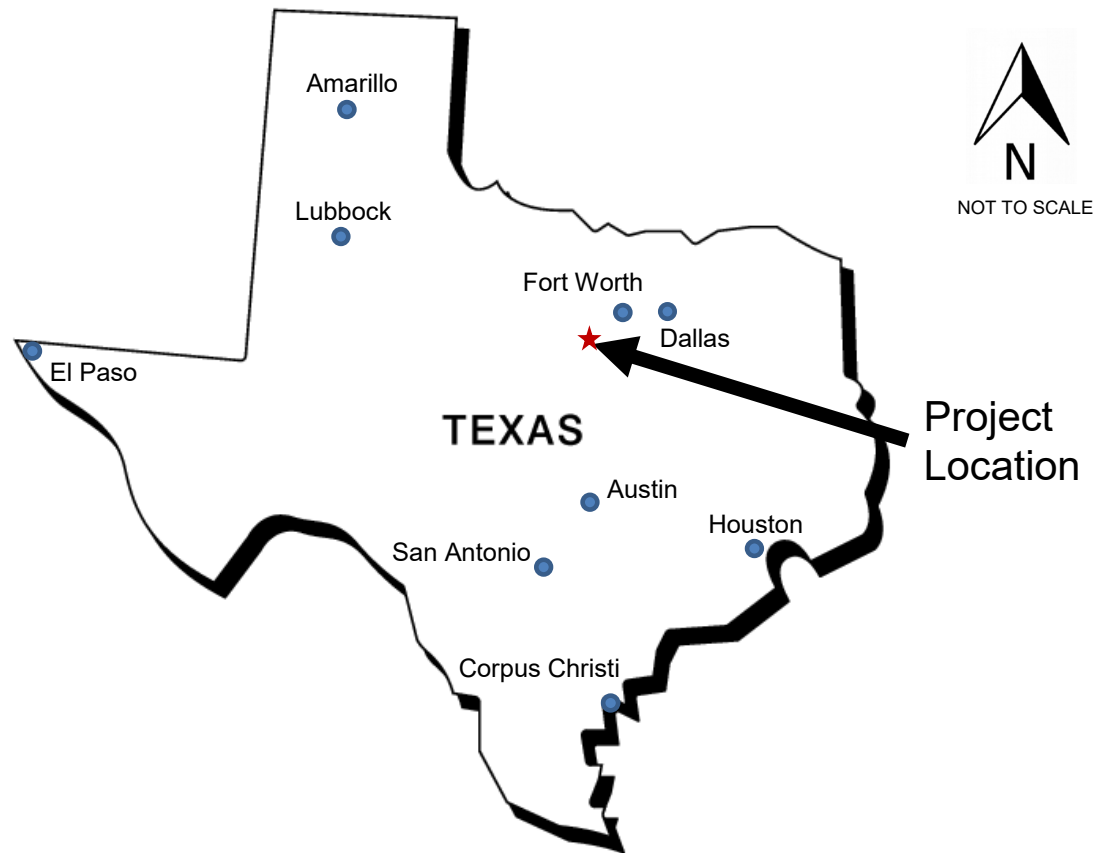 Amarillo
N
NOT TO SCALE
Lubbock
Fort Worth
Dallas
El Paso
TEXAS
Project
Location
Austin
Houston
San Antonio
Corpus Christi